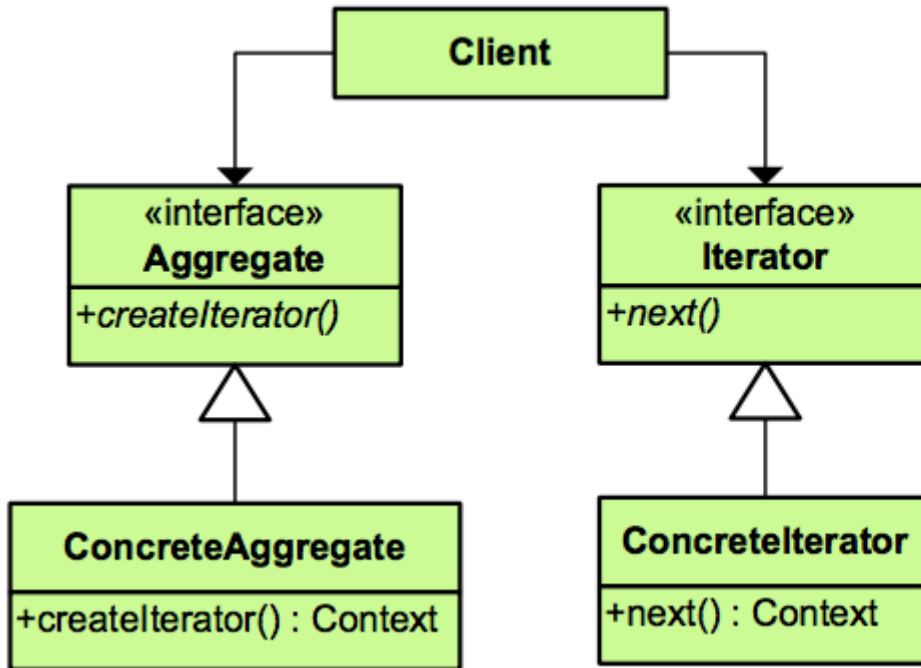 Client
«interface»
Aggregate
+createIterator()
«interface»
Iterator
+next()
ConcreteAggregate
+createIterator() : Context
ConcreteIterator
+next() : Context